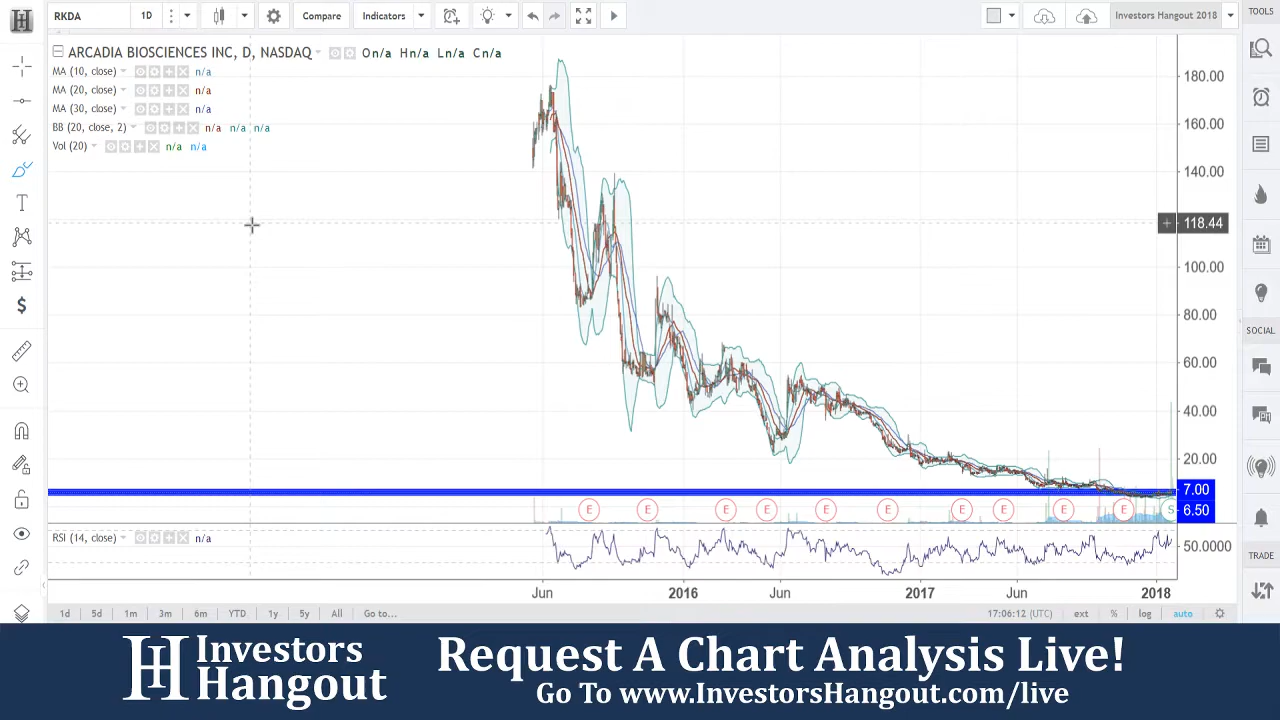 RKDA
1D
Compare
Indicators
Investors Hangout 2018
TOOLS
ARCADIA BIOSCIENCES INC, D, NASDAQ
On/a Hn/a Ln/a Cn/a
MA (10, close) n/a
MA (20, close) n/a
MA (30, close) n/a
BB (20, close, 2) n/a n/a n/a
Vol (20) n/a n/a
180.00
160.00
140.00
118.44
100.00
80.00
60.00
40.00
20.00
7.00
6.50
SOCIAL
E E E E E E E E E E S
RSI (14, close) n/a
50.0000
TRADE
Jun 2016 Jun 2017 Jun 2018
1d 5d 1m 3m 6m YTD 1y 5y All Go to...
17:06:12 (UTC) ext % log auto
Investors
Hangout
Request A Chart Analysis Live!
Go To www.InvestorsHangout.com/live